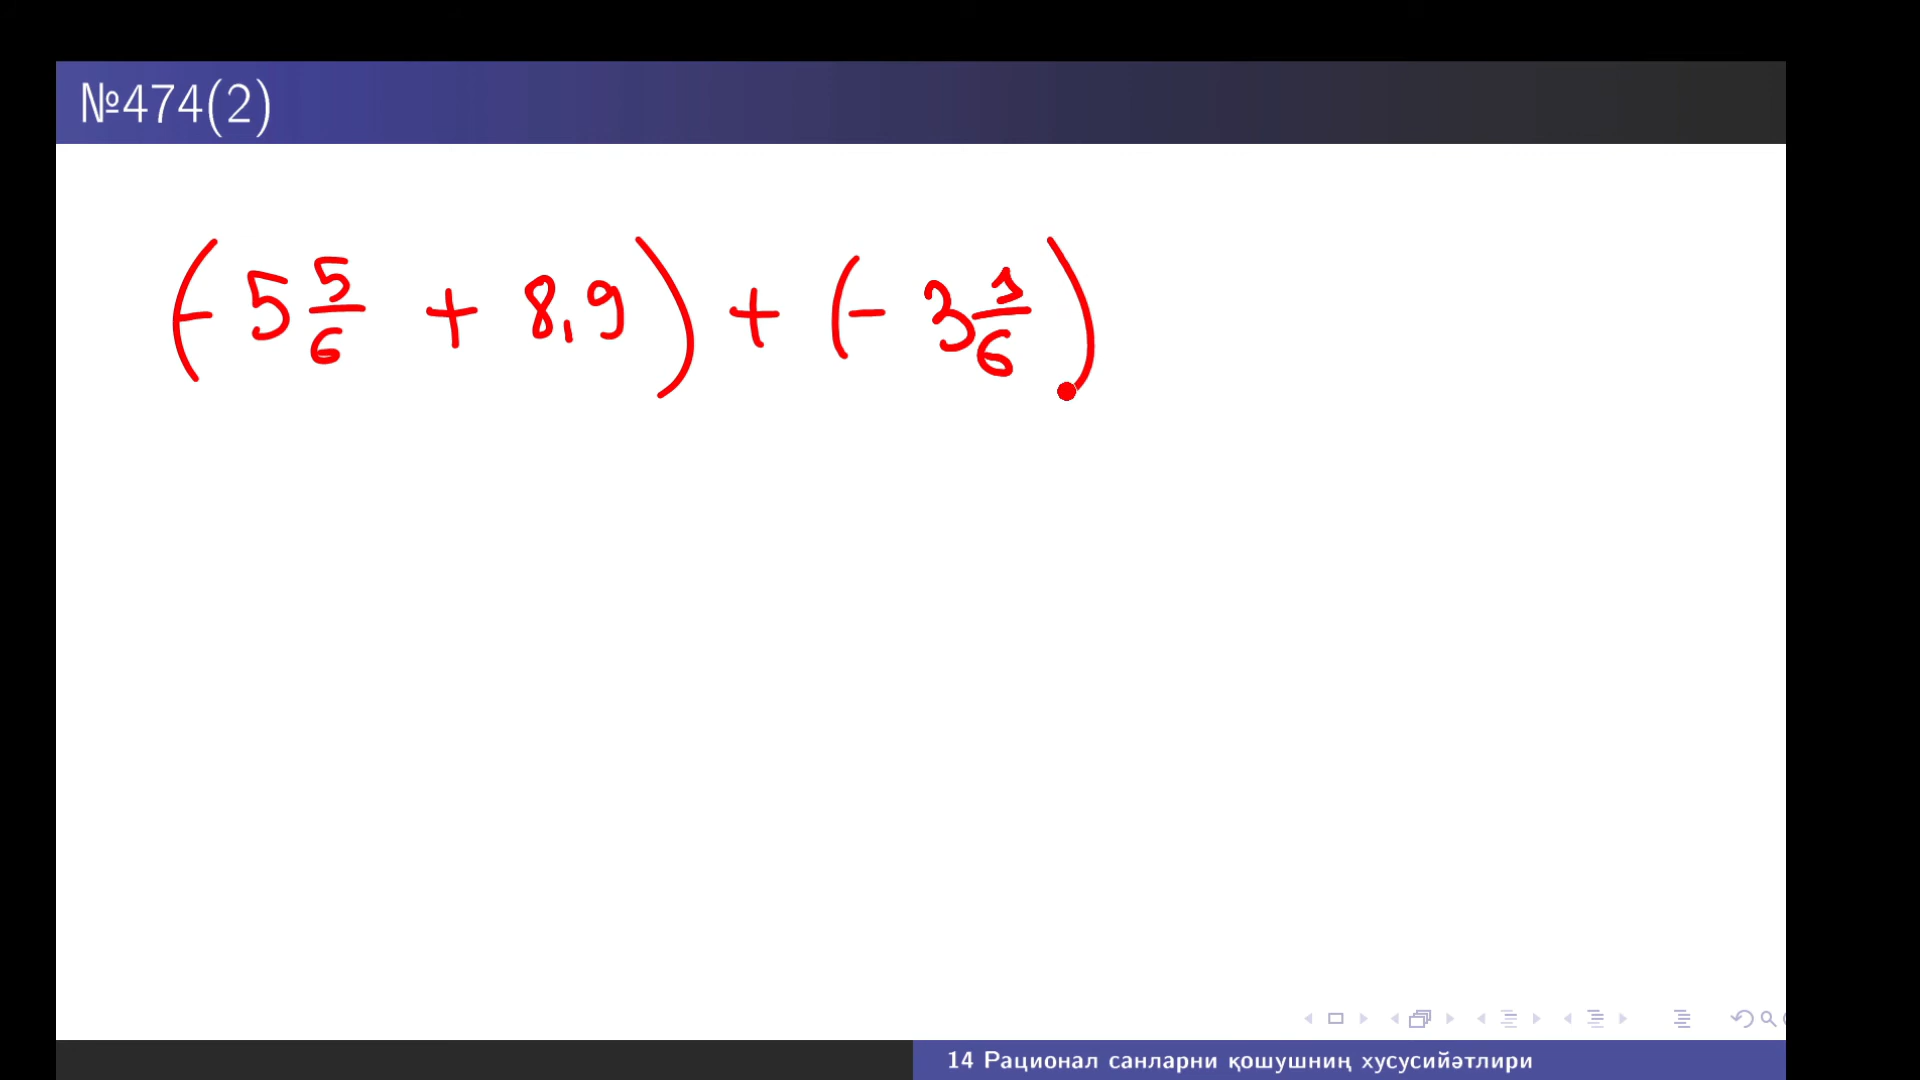 №474(2)
(- 5 5/6 + 8,9) + (- 3 1/6)
14 Рационал санларни қошушниң хусусийәтлири